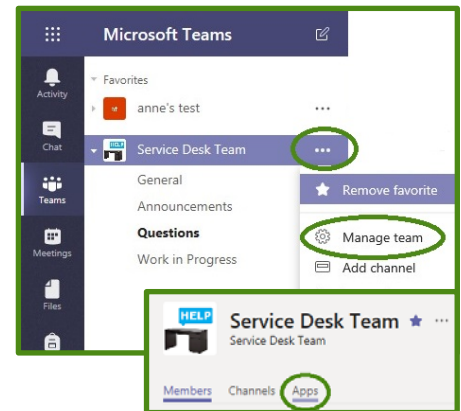 Microsoft Teams
Activity
Chat
Teams
Meetings
Files
Favorites
anne's test
Service Desk Team
General
Announcements
Questions
Work in Progress
Remove favorite
Manage team
Add channel
HELP
HELP
Service Desk Team
Service Desk Team
Members Channels Apps